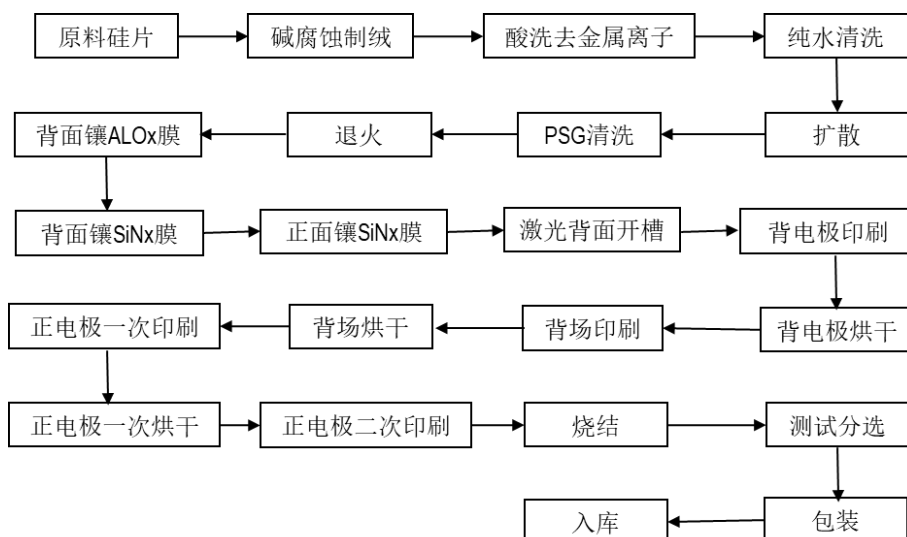 原料硅片
碱腐蚀制绒
酸洗去金属离子
纯水清洗
扩散
PSG清洗
退火
背面镶ALOx膜
背面镶SiNx膜
正面镶SiNx膜
激光背面开槽
背电极印刷
背电极烘干
背场印刷
背场烘干
正电极一次印刷
正电极一次烘干
正电极二次印刷
烧结
测试分选
包装
入库